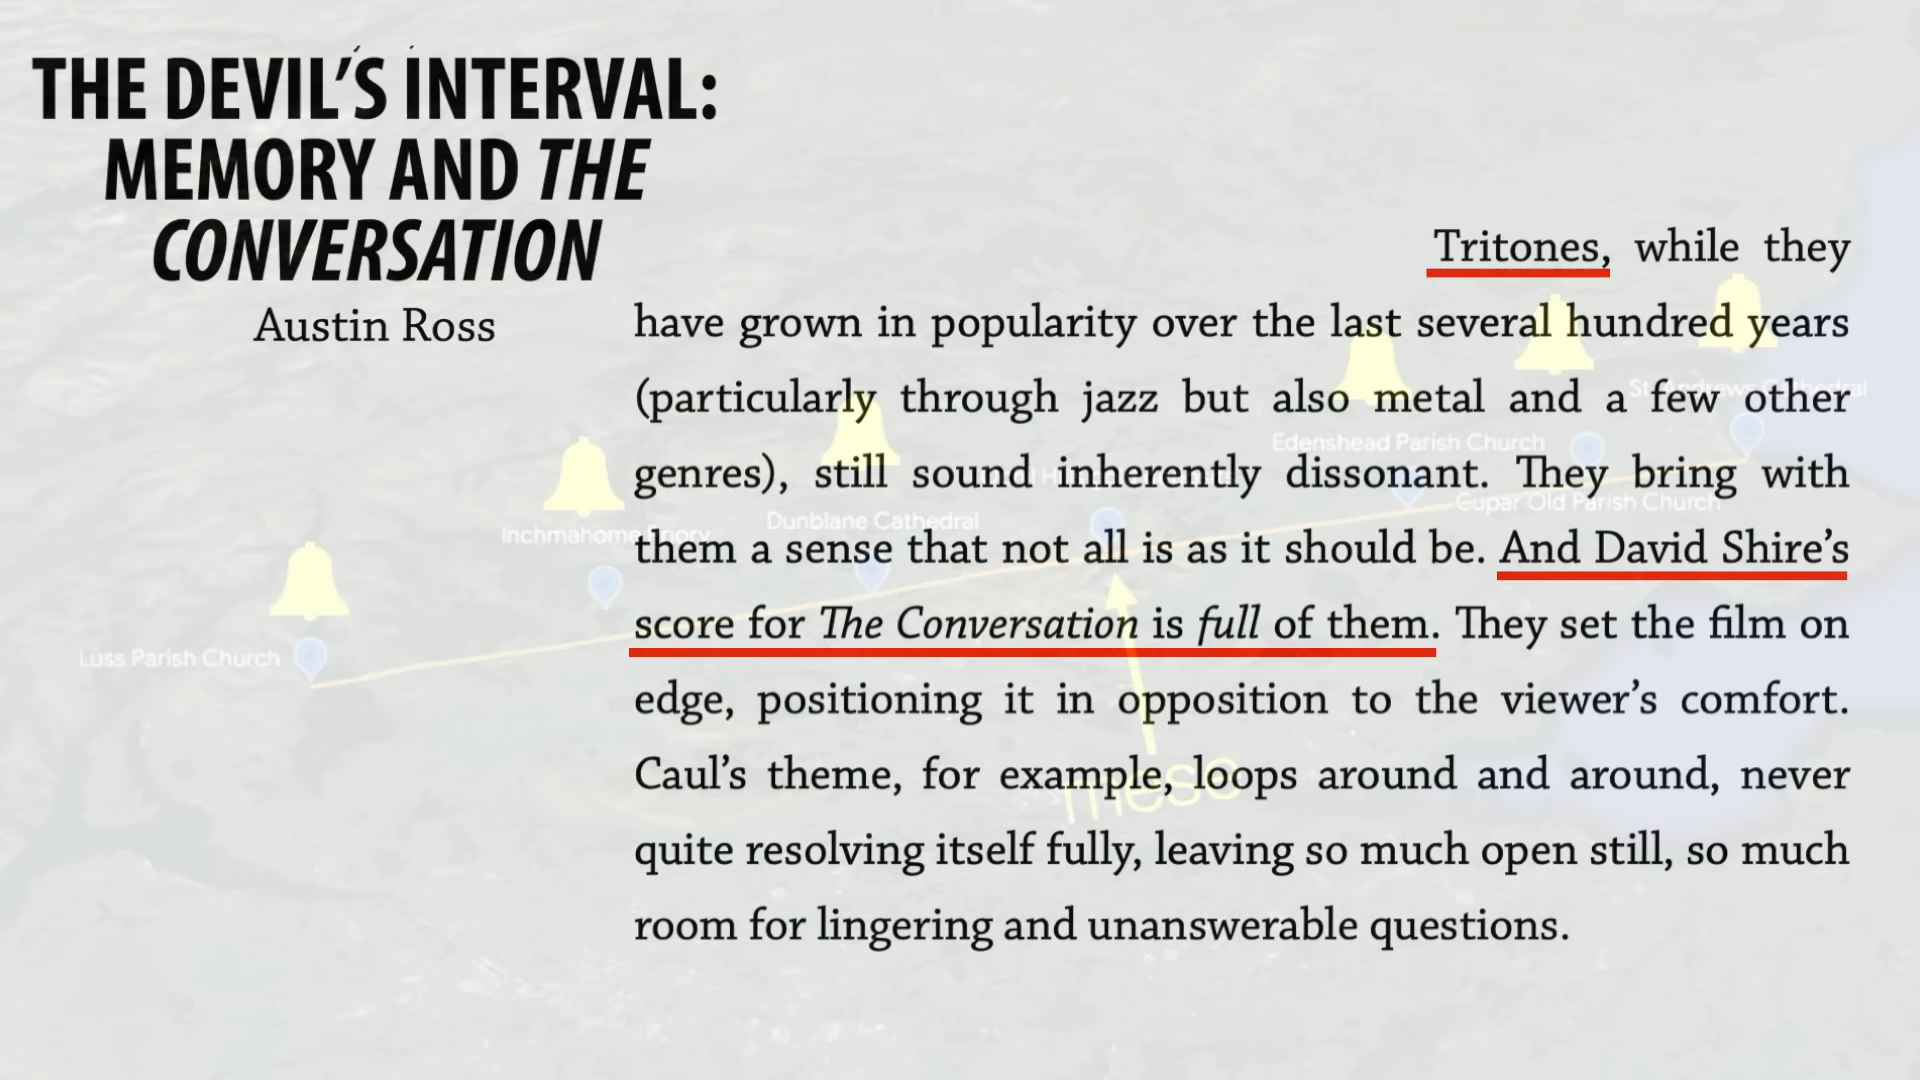 THE DEVIL’S INTERVAL:
MEMORY AND THE
CONVERSATION
Austin Ross
Tritones, while they
have grown in popularity over the last several hundred years
(particularly through jazz but also metal and a few other
genres), still sound inherently dissonant. They bring with
them a sense that not all is as it should be. And David Shire’s
score for The Conversation is full of them. They set the film on
edge, positioning it in opposition to the viewer’s comfort.
Caul’s theme, for example, loops around and around, never
quite resolving itself fully, leaving so much open still, so much
room for lingering and unanswerable questions.
St. Andrews Cathedral
Edenshead Parish Church
Cupar Old Parish Church
Dunblane Cathedral
Inchmahome Priory
Luss Parish Church
mese